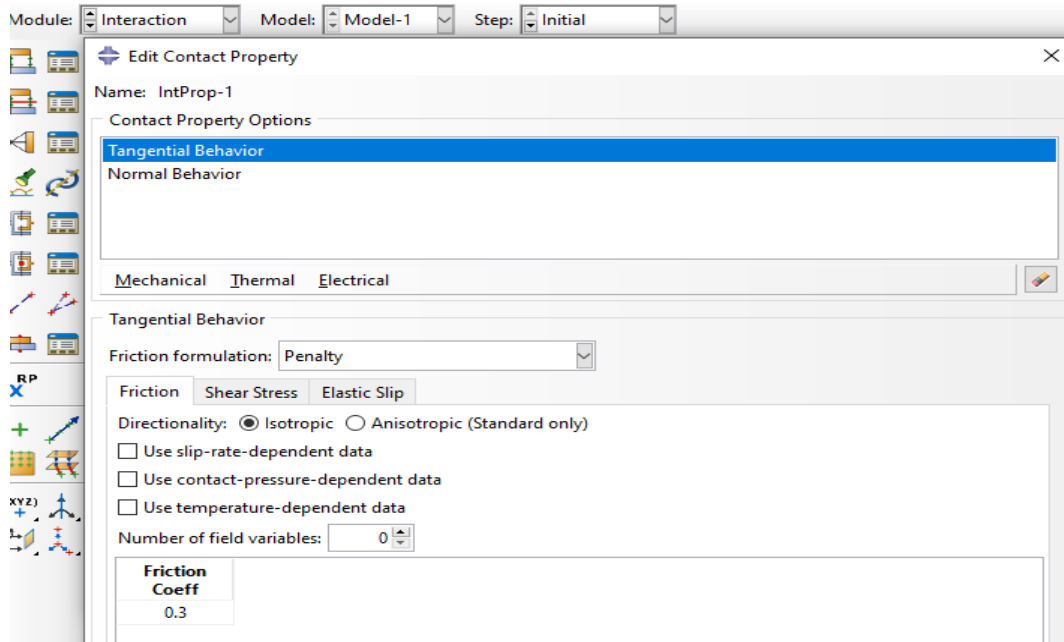 Module: Interaction Model: Model-1 Step: Initial
Edit Contact Property
Name: IntProp-1
Contact Property Options
Tangential Behavior
Normal Behavior
Mechanical Thermal Electrical
Tangential Behavior
Friction formulation: Penalty
RP
Friction Shear Stress Elastic Slip
Directionality: Isotropic Anisotropic (Standard only)
Use slip-rate-dependent data
Use contact-pressure-dependent data
XYZ)
Use temperature-dependent data
Number of field variables: 0
Friction
Coeff
0.3